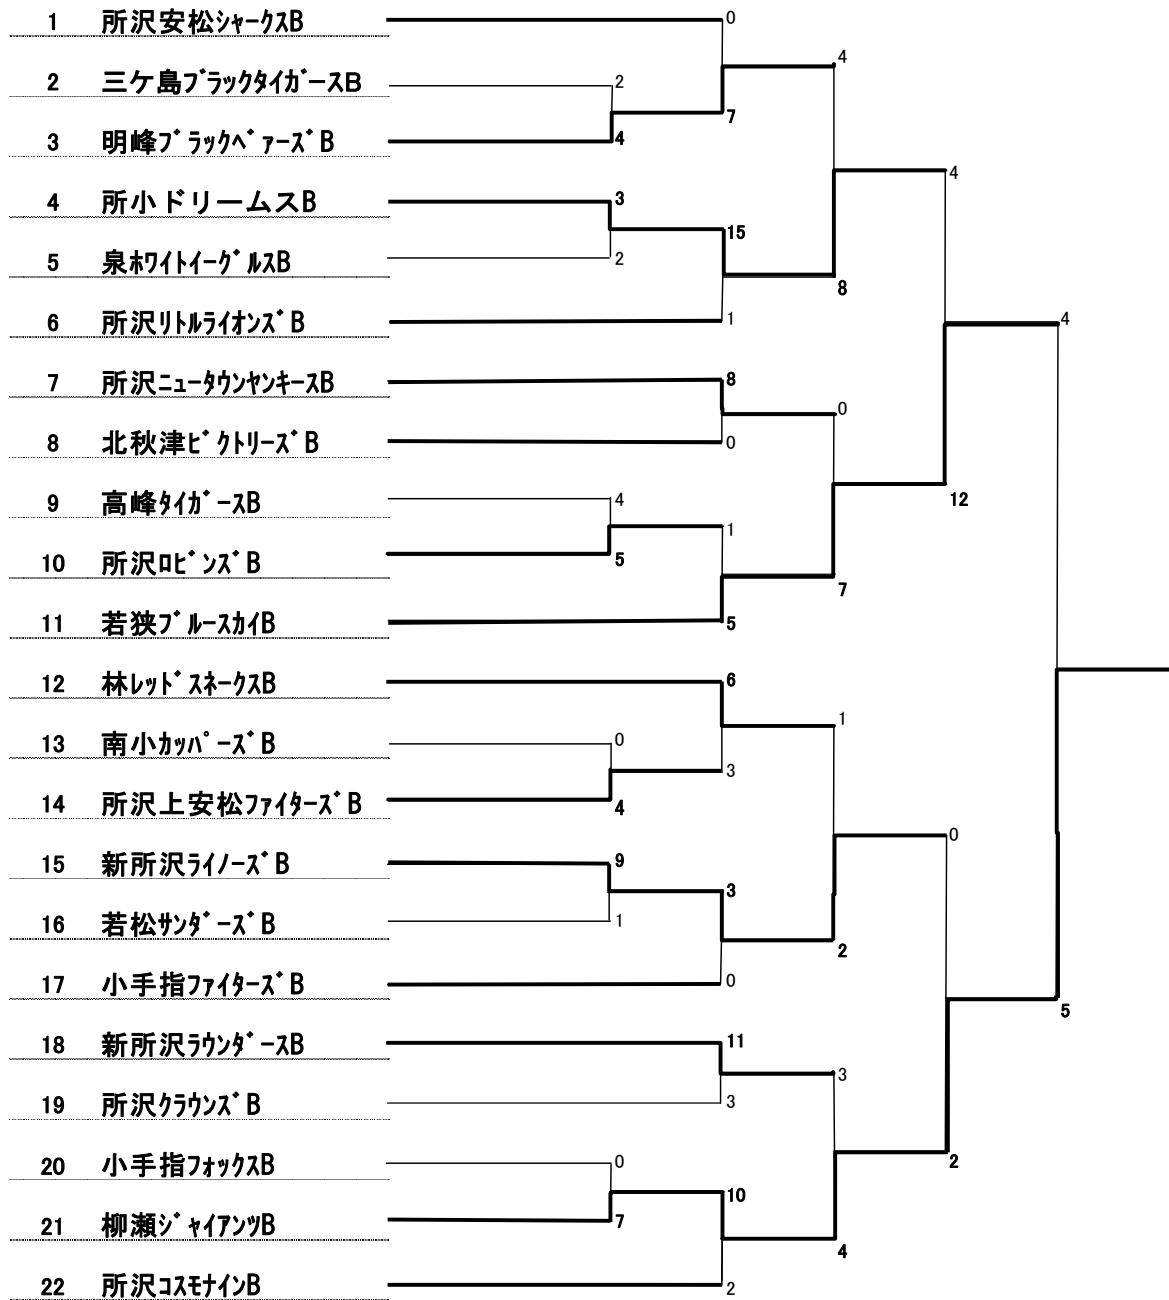 1 所沢安松ｼｬｰｸｽB
0
4
2 三ケ島ﾌﾞﾗｯｸﾀｲｶﾞｰｽB
2
7
3 明峰ﾌﾞﾗｯｸﾍﾞｧｰｽﾞB
4
4
4 所小ドリームスB
3
15
5 泉ﾎﾜｲﾄｲｰｸﾞﾙｽB
2
8
6 所沢ﾘﾄﾙﾗｲｵﾝｽﾞB
1
4
7 所沢ﾆｭｰﾀｳﾝﾔﾝｷｰｽB
8
0
8 北秋津ﾋﾞｸﾄﾘｰｽﾞB
0
9 高峰ﾀｲｶﾞｰｽB
4
12
1
10 所沢ﾛﾋﾞﾝｽﾞB
5
7
11 若狭ﾌﾞﾙｰｽｶｲB
5
12 林ﾚｯﾄﾞｽﾈｰｸｽB
6
1
13 南小ｶｯﾊﾟｰｽﾞB
0
3
14 所沢上安松ﾌｧｲﾀｰｽﾞB
4
0
15 新所沢ﾗｲﾉｰｽﾞB
9
3
16 若松ｻﾝﾀﾞｰｽﾞB
1
2
17 小手指ﾌｧｲﾀｰｽﾞB
0
5
18 新所沢ﾗｳﾝﾀﾞｰｽB
11
3
19 所沢ｸﾗｳﾝｽﾞB
3
20 小手指ﾌｫｯｸｽB
0
2
10
21 柳瀬ｼﾞｬｲｱﾝﾂB
7
4
22 所沢ｺｽﾓﾅｲﾝB
2